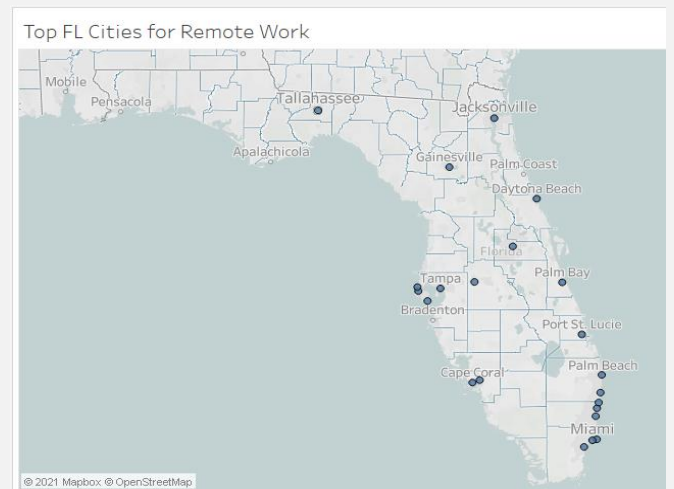 Top FL Cities for Remote Work
Mobile
Pensacola
Tallahassee
Jacksonville
Apalachicola
Gainesville
Palm Coast
Daytona Beach
Florida
Tampa
Palm Bay
Bradenton
Port St. Lucie
Cape Coral
Palm Beach
Miami
© 2021 Mapbox © OpenStreetMap